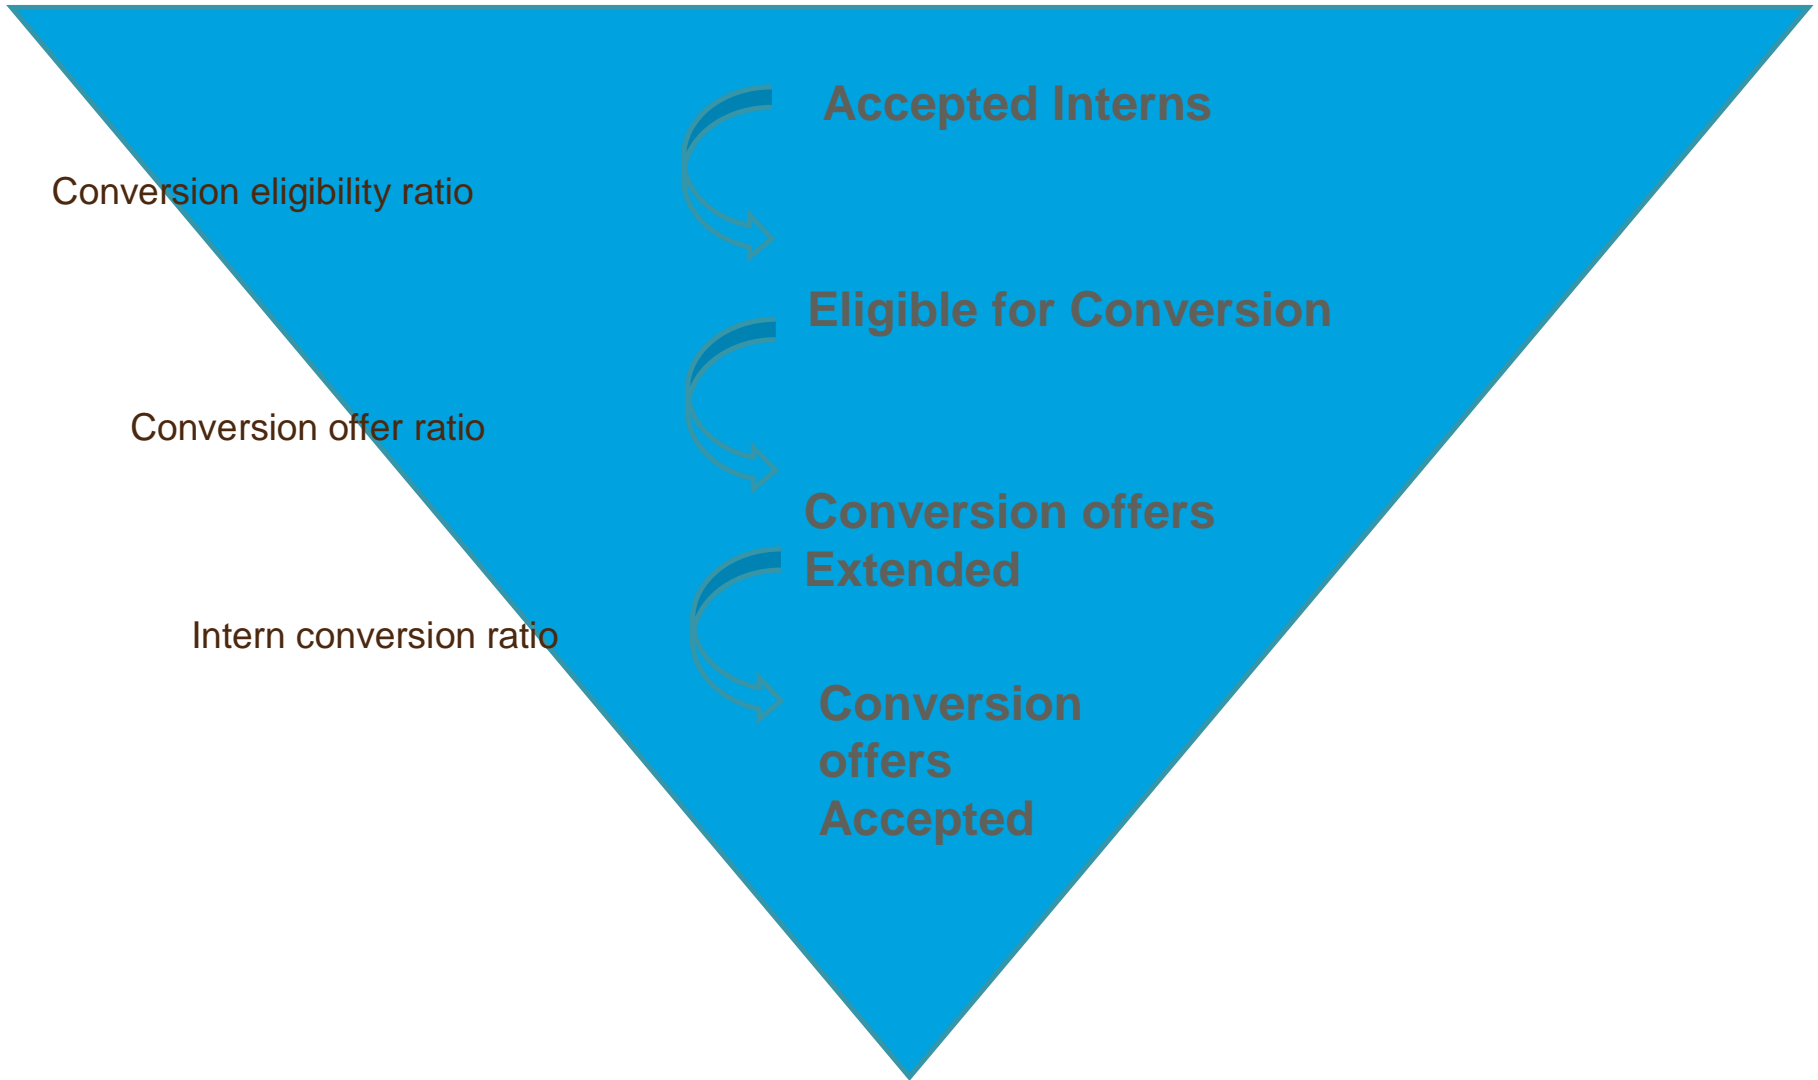 Accepted Interns
Conversion eligibility ratio
Eligible for Conversion
Conversion offer ratio
Conversion offers
Extended
Intern conversion ratio
Conversion
offers
Accepted